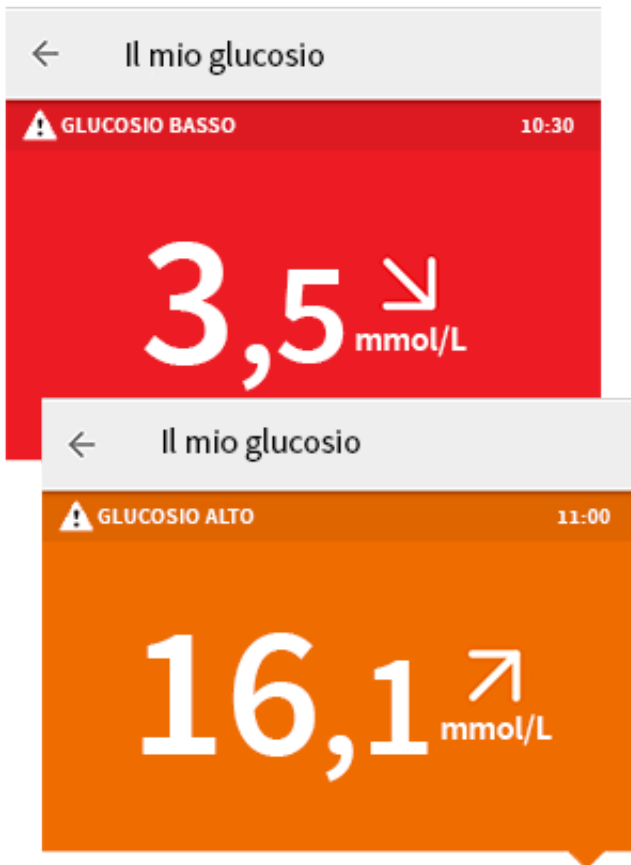 Il mio glucosio
GLUCOSIO BASSO 10:30
3,5 mmol/L
Il mio glucosio
GLUCOSIO ALTO 11:00
16,1 mmol/L